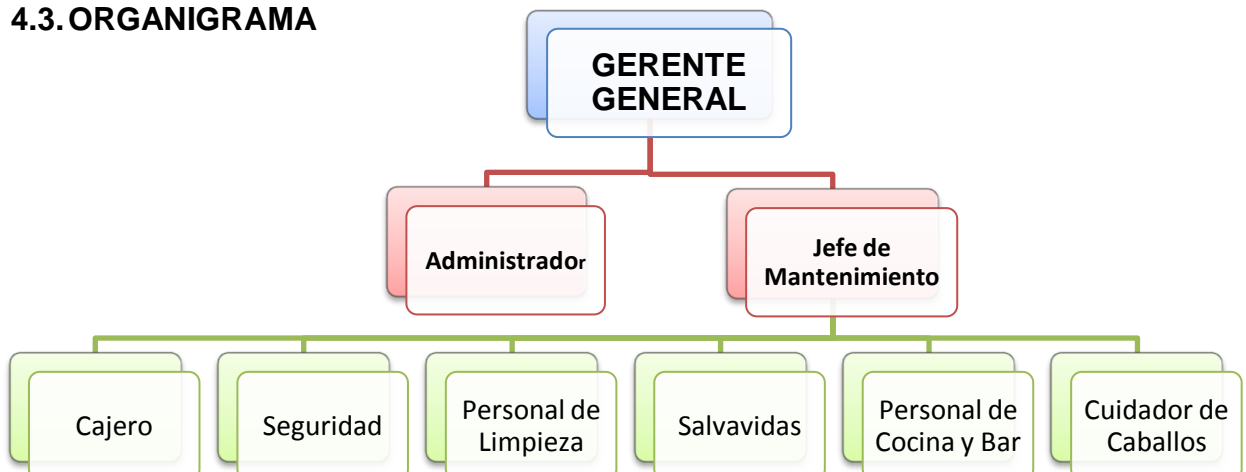 4.3. ORGANIGRAMA
GERENTE
GENERAL
Administrador
Jefe de
Mantenimiento
Cajero
Seguridad
Personal de
Limpieza
Salvavidas
Personal de
Cocina y Bar
Cuidador de
Caballos